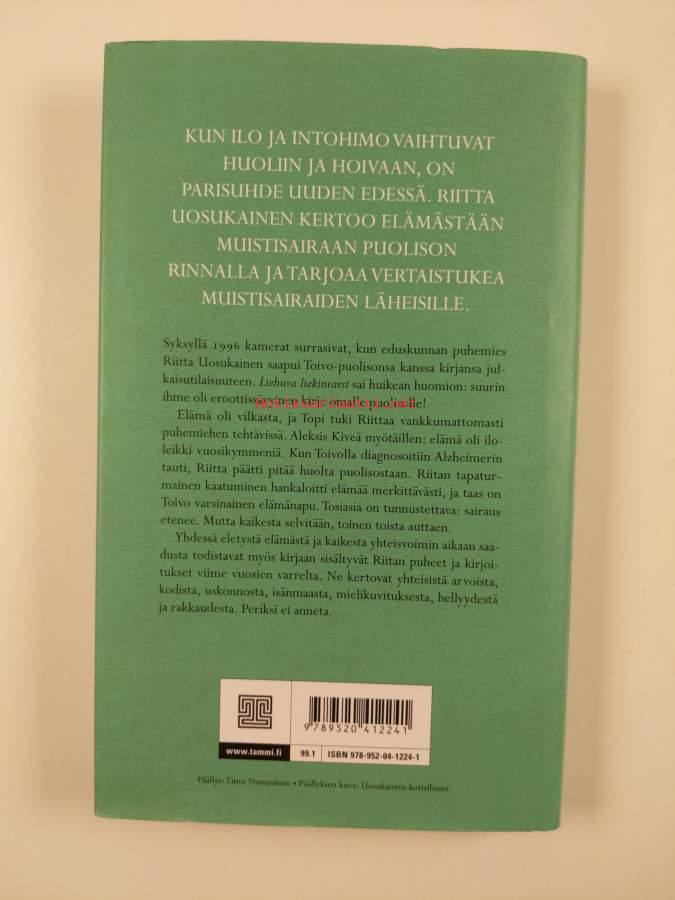 KUN ILO JA INTOHIMO VAIHTUVAT
HUOLIIN JA HOIVAAN, ON
PARISUHDE UUDEN EDESSÄ. RIITTA
UOSUKAINEN KERTOO ELÄMÄSTÄÄN
MUISTISAIRAAN PUOLISON
RINNALLA JA TARJOAA VERTAISTUKEA
MUISTISAIRAIDEN LÄHEISILLE.
Syksyllä 1996 kamerat surrasivat, kun eduskunnan puhemies
Riitta Uosukainen saapui Toivo-puolisonsa kanssa kirjansa jul-
kaisutilaisuuteen. Liehuva liekinvarsi sai huikean huomion: suurin
ihme oli eroottissävyinen kirje omalle puolisolle!
Elämä oli vilkasta, ja Topi tuki Riittaa vankkumattomasti
puhemiehen tehtävissä. Aleksis Kiveä myötäillen: elämä oli ilo-
leikki vuosikymmeniä. Kun Toivolla diagnosoitiin Alzheimerin
tauti, Riitta päätti pitää huolta puolisostaan. Riitan tapatur-
mainen kaatuminen hankaloitti elämää merkittävästi, ja taas on
Toivo varsinainen elämänapu. Tosiasia on tunnustettava: sairaus
etenee. Mutta kaikesta selvitään, toinen toista auttaen.
Yhdessä eletystä elämästä ja kaikesta yhteisvoimin aikaan saa-
dusta todistavat myös kirjaan sisältyvät Riitan puheet ja kirjoi-
tukset viime vuosien varrelta. Ne kertovat yhteisistä arvoista,
kodista, uskonnosta, isänmaasta, mielikuvituksesta, hellyydestä
ja rakkaudesta. Periksi ei anneta.
9 789520 412241
www.tammi.fi 99.1 ISBN 978-952-04-1224-1
Päällys: Timo Numminen • Päällyksen kuva: Uosukaisten kotialbumi